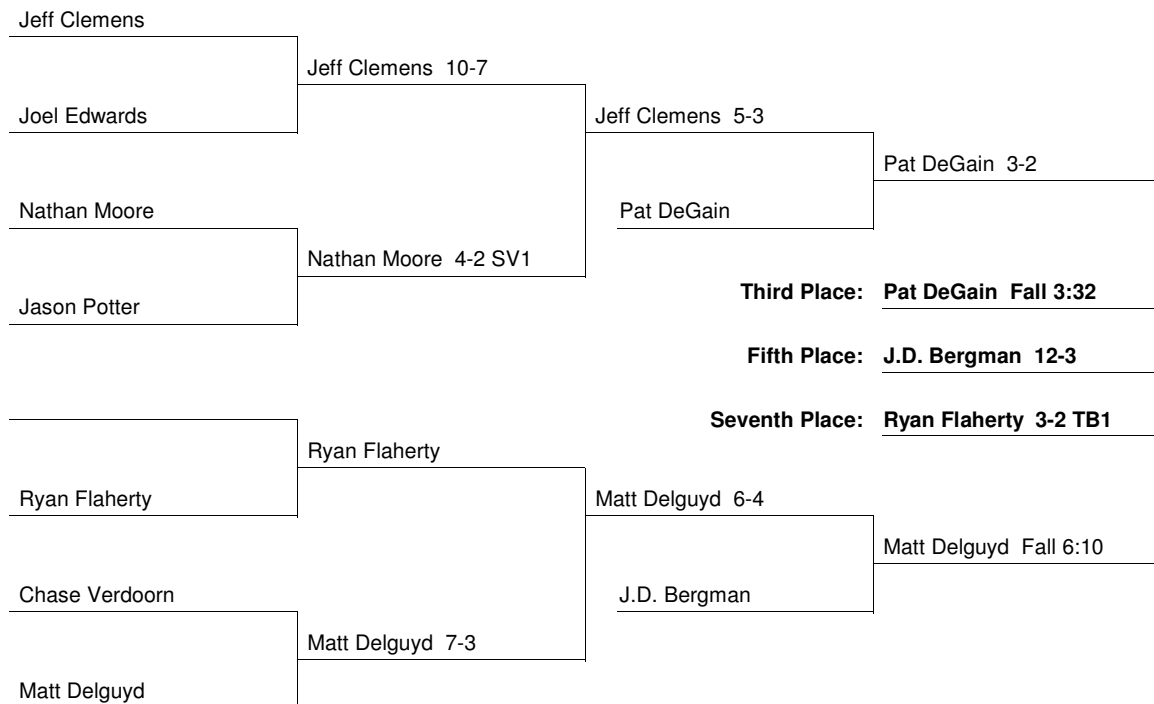 Jeff Clemens
Jeff Clemens 10-7
Joel Edwards
Jeff Clemens 5-3
Pat DeGain 3-2
Nathan Moore
Pat DeGain
Nathan Moore 4-2 SV1
Jason Potter
Third Place: Pat DeGain Fall 3:32
Fifth Place: J.D. Bergman 12-3
Seventh Place: Ryan Flaherty 3-2 TB1
Ryan Flaherty
Ryan Flaherty
Matt Delguyd 6-4
Matt Delguyd Fall 6:10
Chase Verdoorn
J.D. Bergman
Matt Delguyd 7-3
Matt Delguyd